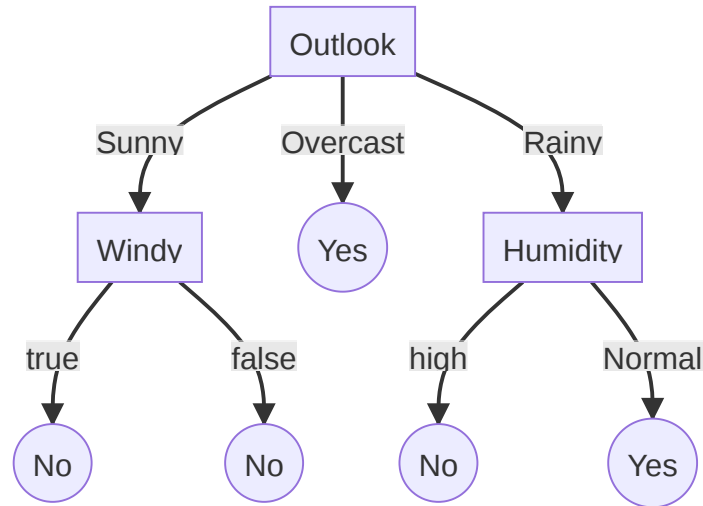 Outlook
Sunny
Overcast
Rainy
Windy
Yes
Humidity
true
false
high
Normal
No
No
No
Yes